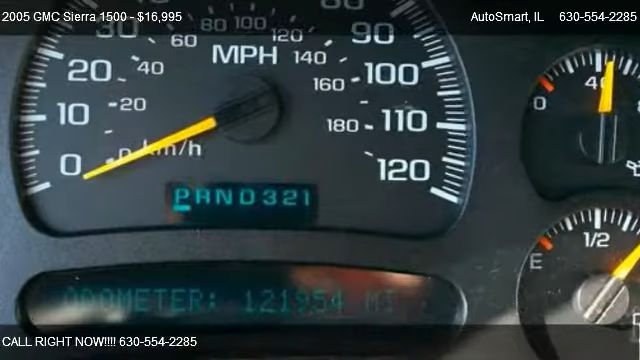 2005 GMC Sierra 1500 - $16,995 AutoSmart, IL 630-554-2285
80 100
60 120 90
MPH 140
20 40 160 100
10 20 180 110
0 0 km/h 120
PRND321
0 40
E 1/2
ODOMETER: 121954 MI
CALL RIGHT NOW!!!! 630-554-2285